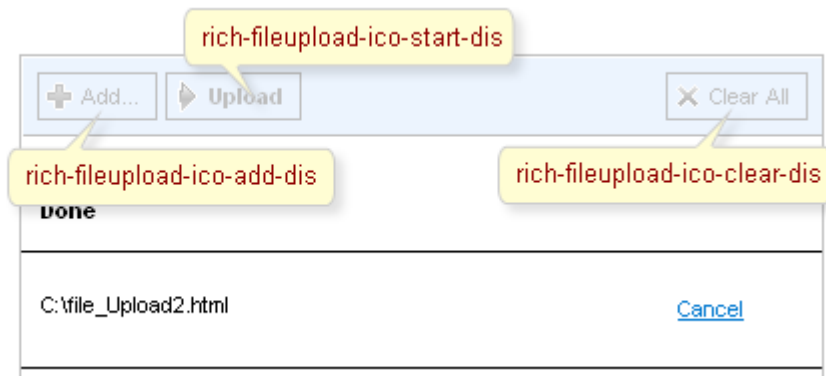 rich-fileupload-ico-start-dis
Add... Upload Clear All
rich-fileupload-ico-add-dis rich-fileupload-ico-clear-dis
Done
C:\file_Upload2.html Cancel